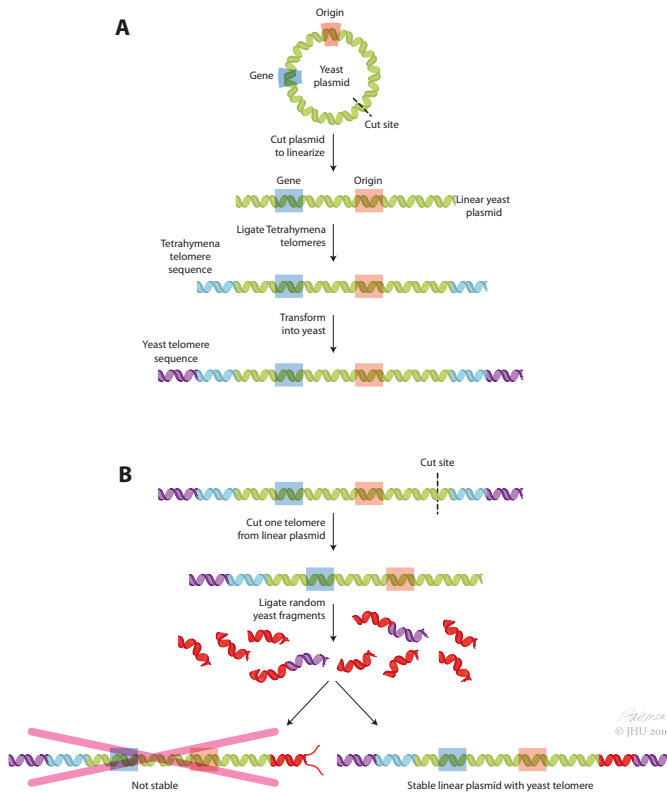 A
Origin
Gene
Yeast
plasmid
Cut site
Cut plasmid
to linearize
Gene
Origin
Linear yeast
plasmid
Ligate Tetrahymena
telomeres
Tetrahymena
telomere
sequence
Transform
into yeast
Yeast telomere
sequence
B
Cut site
Cut one telomere
from linear plasmid
Ligate random
yeast fragments
© JHU 2010
Not stable
Stable linear plasmid with yeast telomere